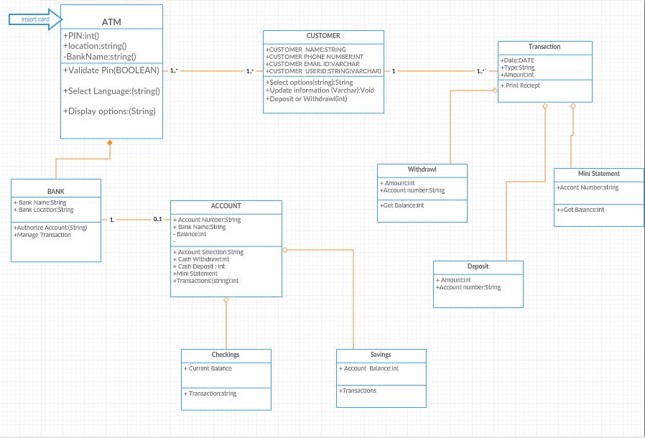 insert card
ATM
+PIN:int()
+location:string()
-BankName:string()
+Validate Pin(BOOLEAN)
+Select Language:(string)
+Display options:(String)
1..*
1..*
CUSTOMER
+CUSTOMER NAME:STRING
+CUSTOMER PHONE NUMBER:INT
+CUSTOMER EMAIL ID:VARCHAR
+CUSTOMER USERID:STRING(VARCHAR)
+Select options(string):String
+Update information (Varchar):Void
+Deposit or Withdrawl(int)
1
1..*
Transaction
+Date:DATE
+Type:String
+Amount:int
+ Print Reciept
Withdrawl
+ Amount:int
+Account number:String
+Get Balance:int
Mini Statement
+Accont Number:string
++Get Balance:int
BANK
+ Bank Name:String
+ Bank Location:String
+Authorize Account:(String)
+Manage Transaction
1.
0..1
ACCOUNT
+ Account Number:String
+ Bank Name:String
- Balance:int
-
+ Account Selection:String
+ Cash Withdrowl:int
+ Cash Deposit : int
+Mini Statement
+Transactions:(string):int
Deposit
+ Amount:int
+Account number:String
Checkings
+ Current Balance
+ Transaction:string
Savings
+ Account Balance:int
+Transactions